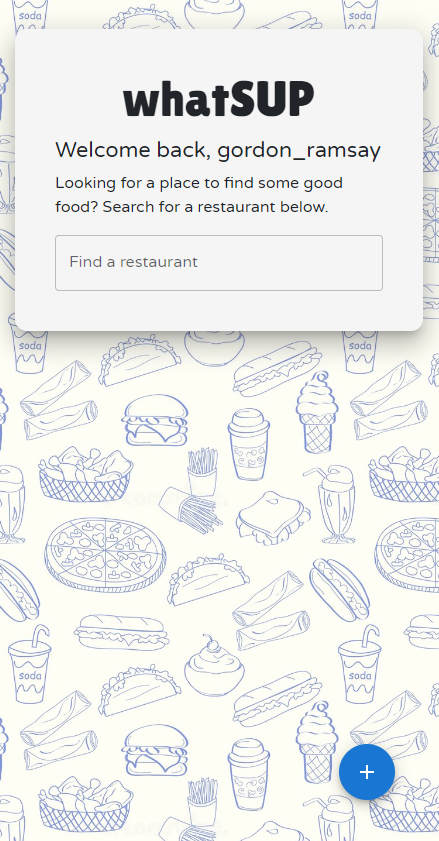 soda
soda
whatSUP
Welcome back, gordon_ramsay
Looking for a place to find some good
food? Search for a restaurant below.
Find a restaurant
soda
soda
soda
soda